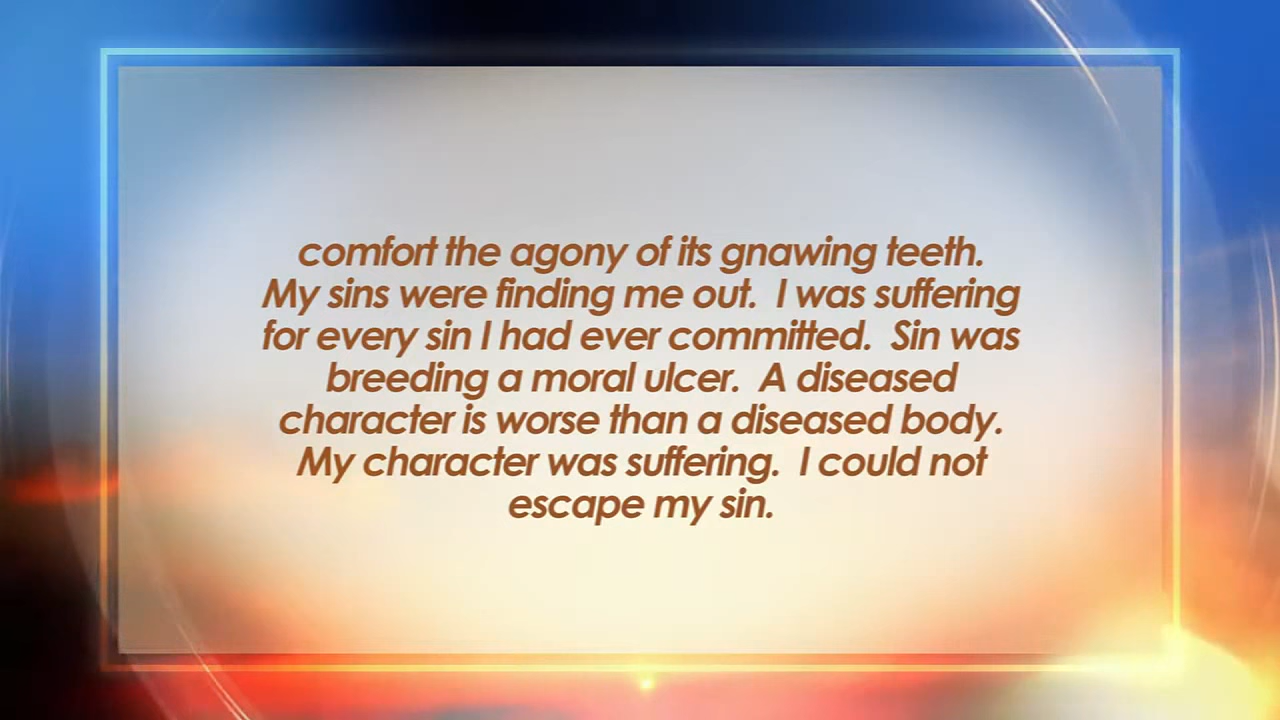 comfort the agony of its gnawing teeth.
My sins were finding me out.  I was suffering
for every sin I had ever committed.  Sin was
breeding a moral ulcer.  A diseased
character is worse than a diseased body.
My character was suffering.  I could not
escape my sin.